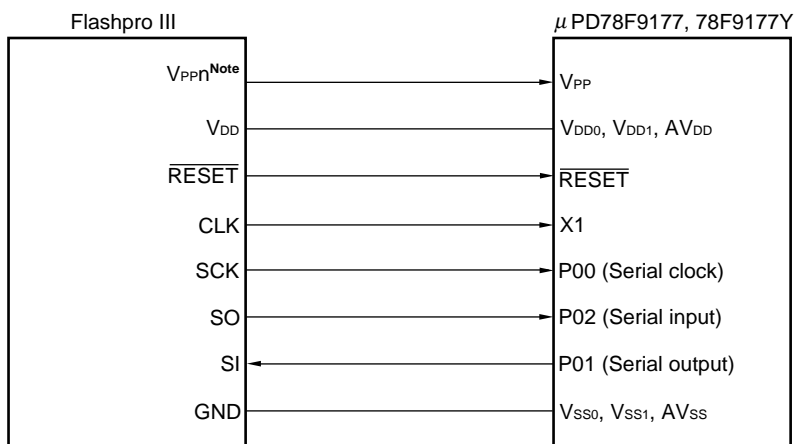 Flashpro III μPD78F9177, 78F9177Y
VPPnNote VPP
VDD VDD0, VDD1, AVDD
RESET RESET
CLK X1
SCK P00 (Serial clock)
SO P02 (Serial input)
SI P01 (Serial output)
GND VSS0, VSS1, AVSS